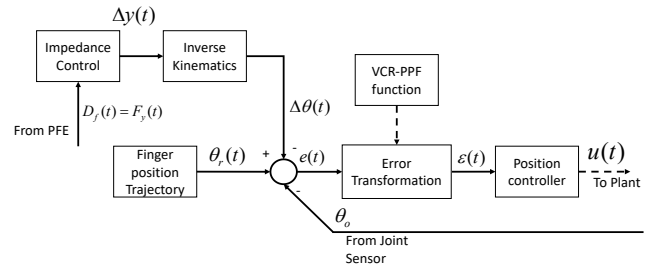 Δy(t)
Impedance
Control
Inverse
Kinematics
VCR-PPF
function
D_f(t) = F_y(t)
From PFE
Δθ(t)
Finger
position
Trajectory
θ_r(t)
+
-
e(t)
-
Error
Transformation
ε(t)
Position
controller
u(t)
To Plant
θ_o
From Joint
Sensor